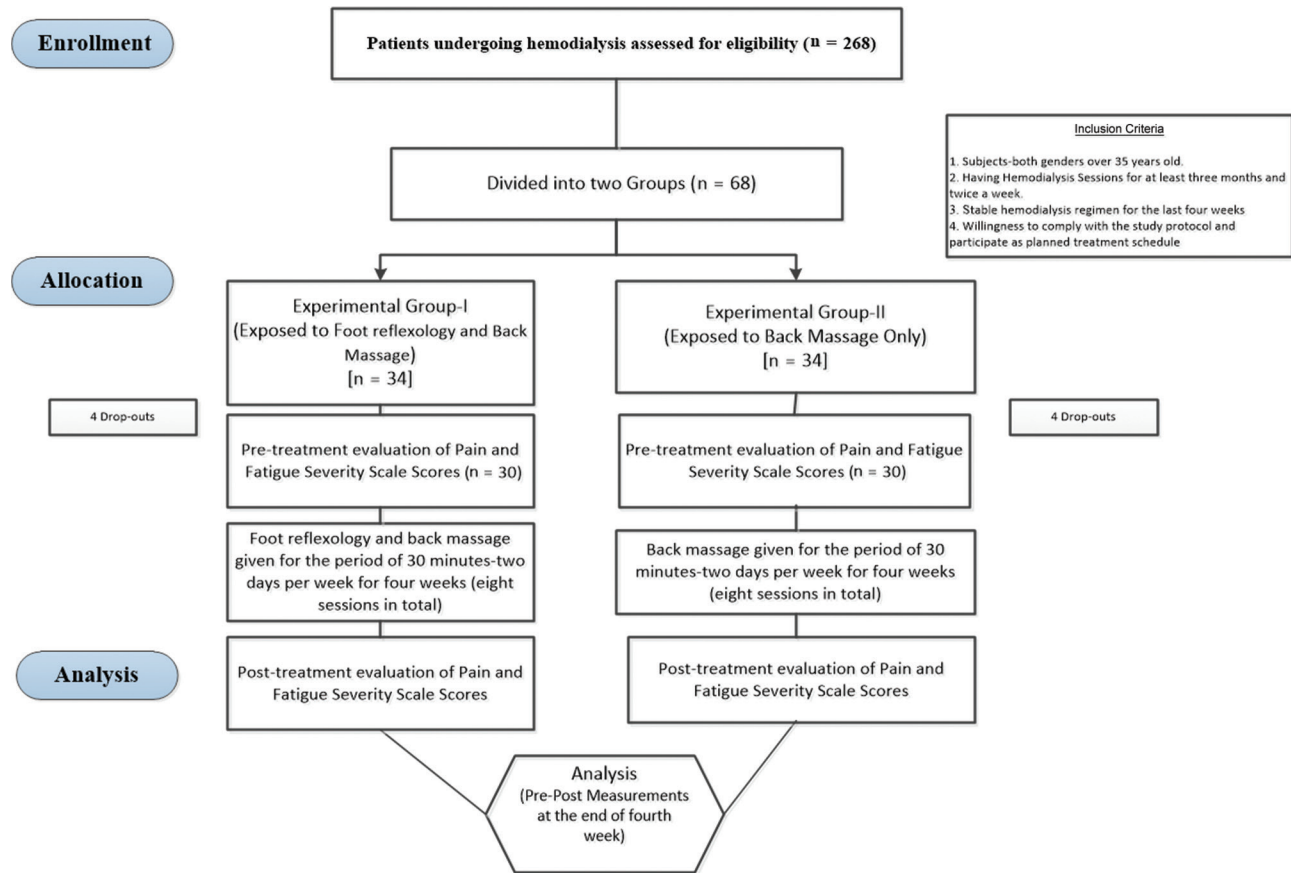 Enrollment
Patients undergoing hemodialysis assessed for eligibility (n = 268)
Inclusion Criteria
1. Subjects-both genders over 35 years old.
2. Having Hemodialysis Sessions for at least three months and
twice a week.
3. Stable hemodialysis regimen for the last four weeks
4. Willingness to comply with the study protocol and
participate as planned treatment schedule
Divided into two Groups (n = 68)
Allocation
Experimental Group-I
(Exposed to Foot reflexology and Back
Massage)
[n = 34]
Experimental Group-II
(Exposed to Back Massage Only)
[n = 34]
4 Drop-outs
4 Drop-outs
Pre-treatment evaluation of Pain and
Fatigue Severity Scale Scores (n = 30)
Pre-treatment evaluation of Pain and Fatigue
Severity Scale Scores (n = 30)
Foot reflexology and back massage
given for the period of 30 minutes-two
days per week for four weeks (eight
sessions in total)
Back massage given for the period of 30
minutes-two days per week for four weeks
(eight sessions in total)
Analysis
Post-treatment evaluation of Pain and
Fatigue Severity Scale Scores
Post-treatment evaluation of Pain and
Fatigue Severity Scale Scores
Analysis
(Pre-Post Measurements
at the end of fourth
week)